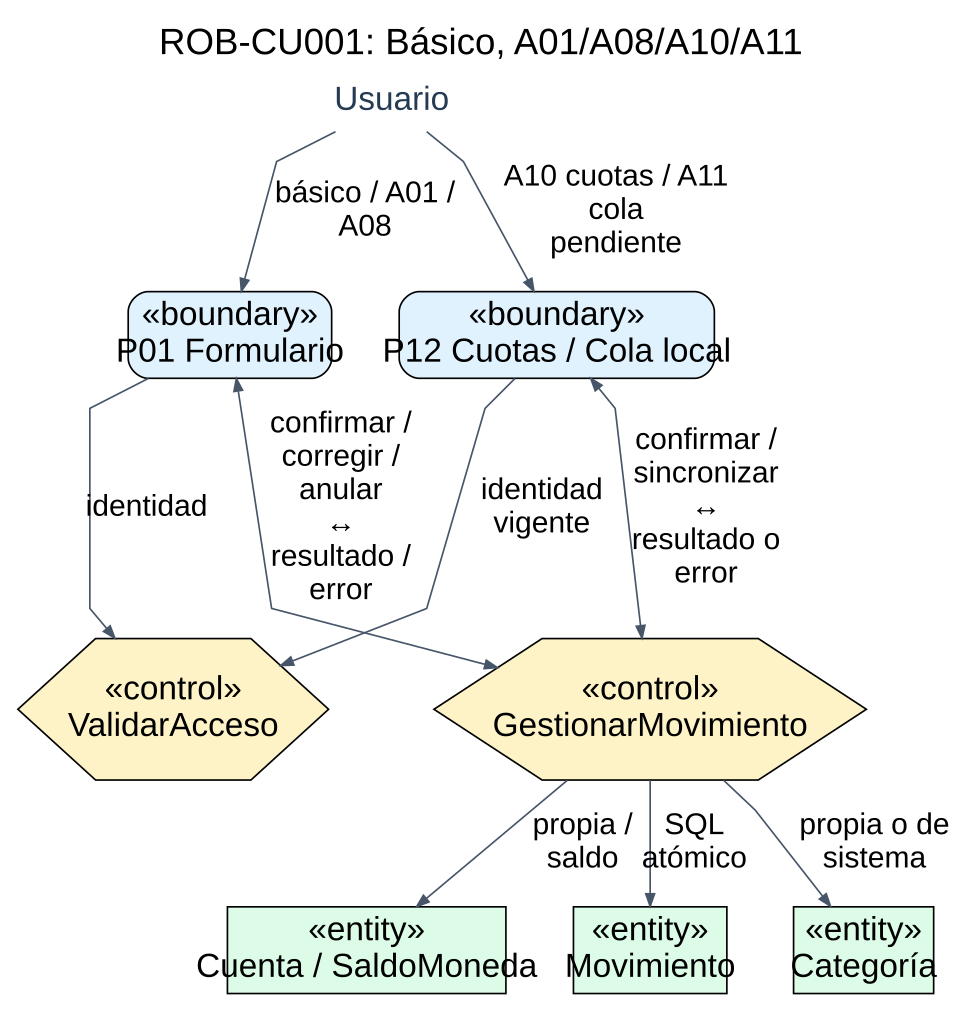 ROB-CU001: Básico, A01/A08/A10/A11
Usuario
básico / A01 /
A08
A10 cuotas / A11
cola
pendiente
«boundary»
P01 Formulario
«boundary»
P12 Cuotas / Cola local
identidad
confirmar /
corregir /
anular
↔
resultado /
error
identidad
vigente
confirmar /
sincronizar
↔
resultado o
error
«control»
ValidarAcceso
«control»
GestionarMovimiento
propia /
saldo
SQL
atómico
propia o de
sistema
«entity»
Cuenta / SaldoMoneda
«entity»
Movimiento
«entity»
Categoría